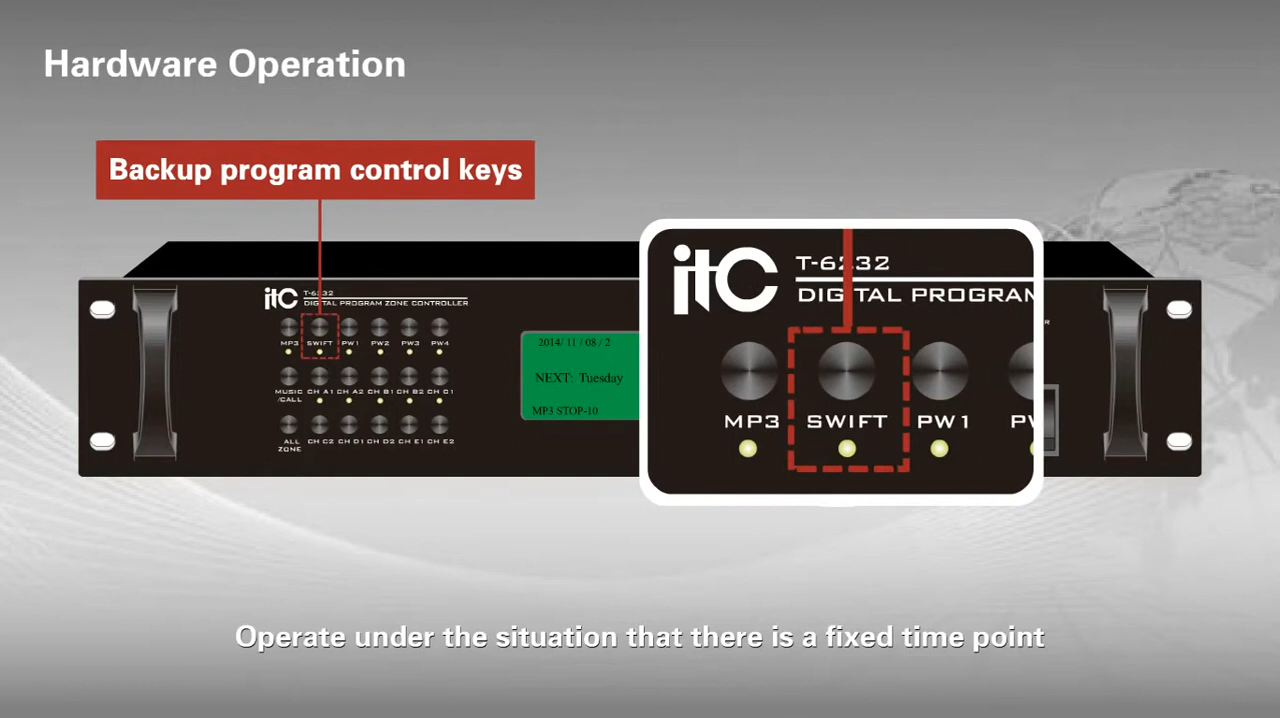 Hardware Operation
Backup program control keys
itc
T-6232
DIGITAL PROGRAM ZONE CONTROLLER
MP3 SWIFT PW1 PW2 PW3 PW4
MUSIC /CALL CH A1 CH A2 CH B1 CH B2 CH C1
ALL ZONE CH C2 CH D1 CH D2 CH E1 CH E2
2014/ 11 / 08 / 2
NEXT: Tuesday
MP3 STOP-10
itc
T-6232
DIGITAL PROGRAM
MP3 SWIFT PW1
Operate under the situation that there is a fixed time point